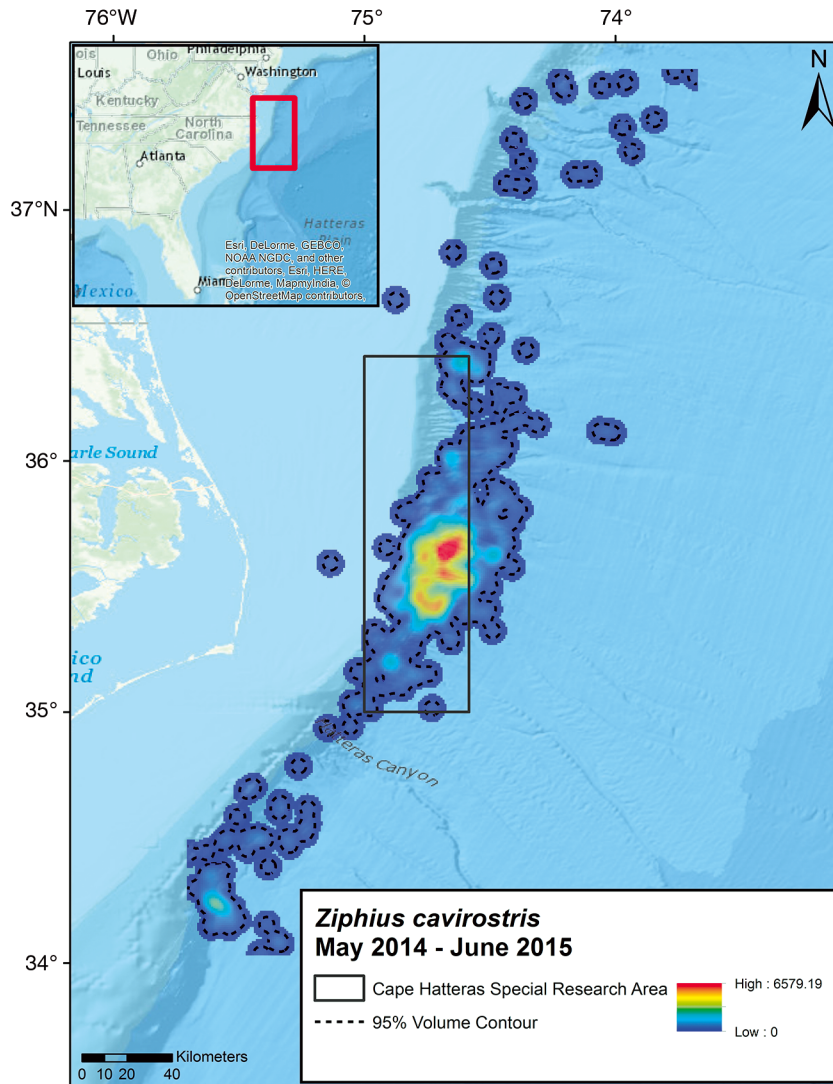 76°W 75° 74°
37°N
36°
35°
34°
Ohio
Philadelphia
Louis
Washington
Kentucky
Tennessee
North
Carolina
Atlanta
Hatteras
Plain
Mexico
Esri, DeLorme, GEBCO,
NOAA NGDC, and other
contributors, Esri, HERE,
DeLorme, MapmyIndia, ©
OpenStreetMap contributors,
N
arle Sound
ico
nd
tteras Canyon
Ziphius cavirostris
May 2014 - June 2015
Cape Hatteras Special Research Area
95% Volume Contour
High : 6579.19
Low : 0
Kilometers
0 10 20 40